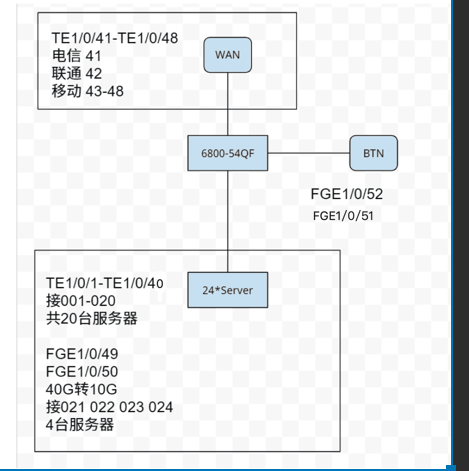 TE1/0/41-TE1/0/48
电信 41
联通 42
移动 43-48
WAN
6800-54QF
BTN
FGE1/0/52
FGE1/0/51
TE1/0/1-TE1/0/40
接001-020
共20台服务器
24*Server
FGE1/0/49
FGE1/0/50
40G转10G
接021 022 023 024
4台服务器